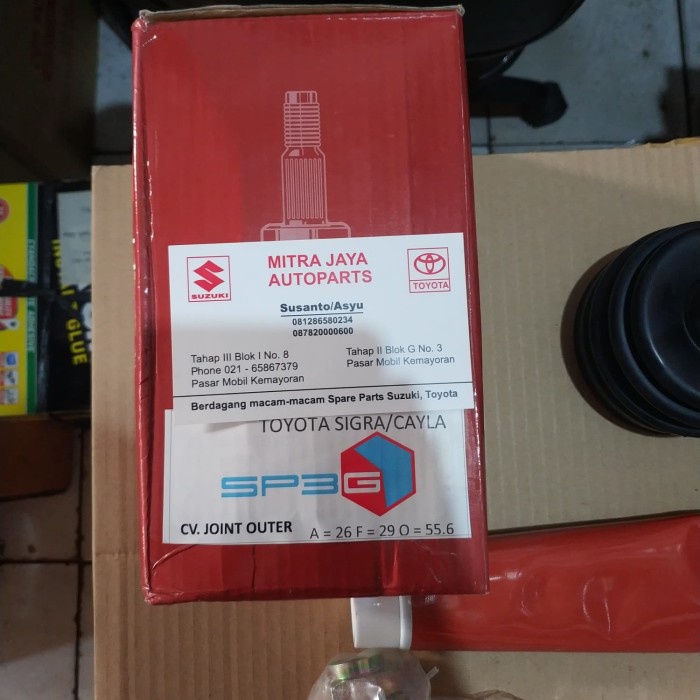 SUZUKI
MITRA JAYA
AUTOPARTS
TOYOTA
Susanto/Asyu
081286580234
087820000600
Tahap III Blok I No. 8
Phone 021 - 65867379
Pasar Mobil Kemayoran
Tahap II Blok G No. 3
Pasar Mobil Kemayoran
Berdagang macam-macam Spare Parts Suzuki, Toyota
TOYOTA SIGRA/CAYLA
SP3G
CV. JOINT OUTER
A = 26 F = 29 O = 55.6
GLUE